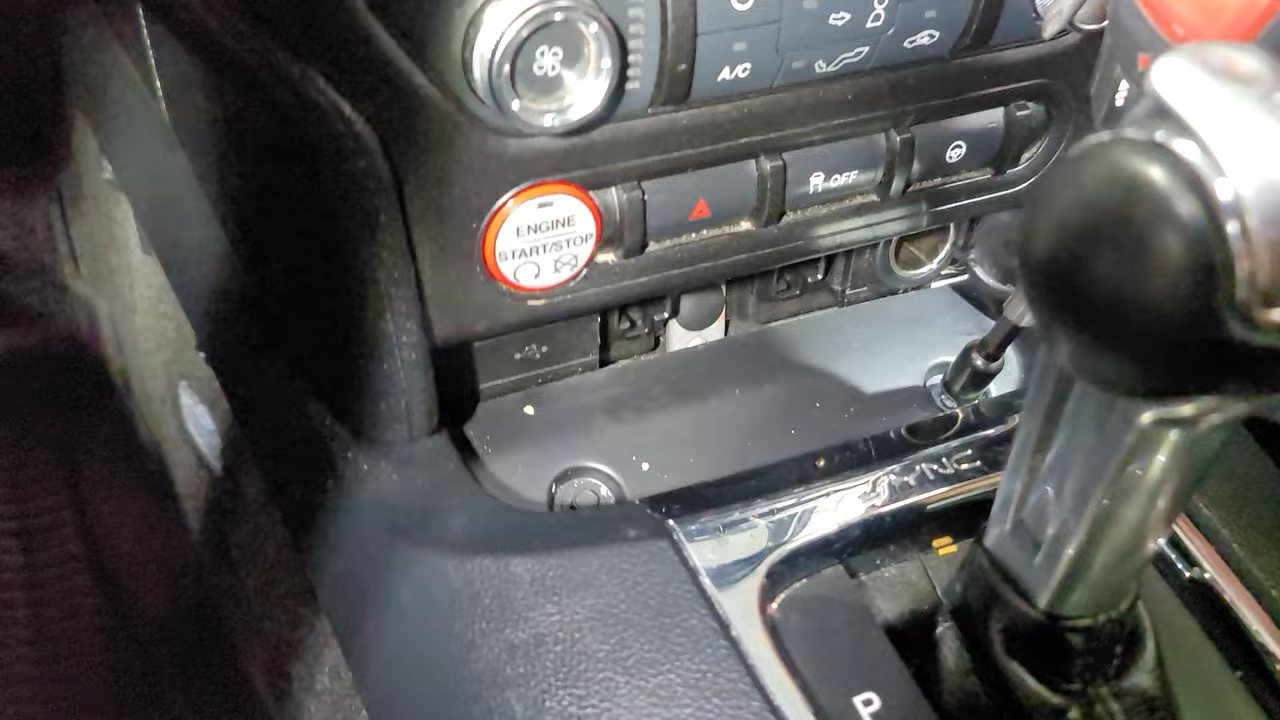 A/C
OFF
ENGINE
START/STOP
SYNC
P